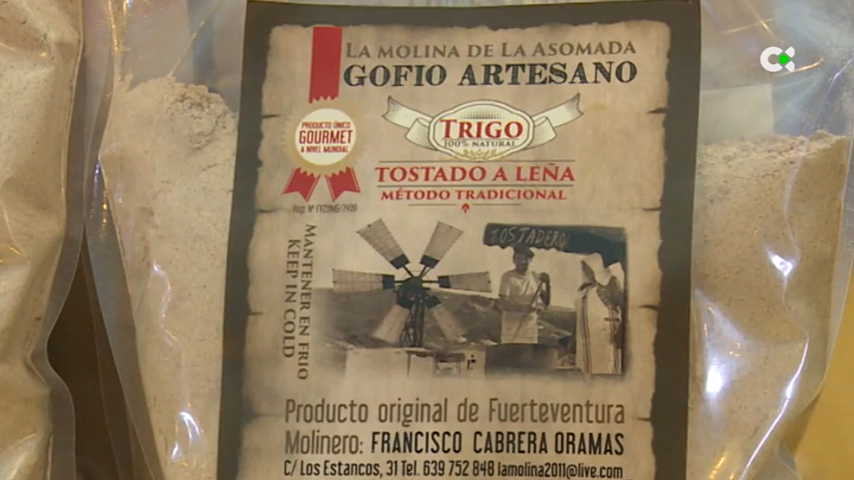 LA MOLINA DE LA ASOMADA
GOFIO ARTESANO
PRODUCTO ÚNICO
GOURMET
A NIVEL MUNDIAL
TRIGO
100% NATURAL
TOSTADO A LEÑA
MÉTODO TRADICIONAL
MANTENER EN FRIO
KEEP IN COLD
TOSTADERO
Producto original de Fuerteventura
Molinero: FRANCISCO CABRERA ORAMAS
C/ Los Estancos, 31 Tel. 639 752 848 lamolina2011@live.com